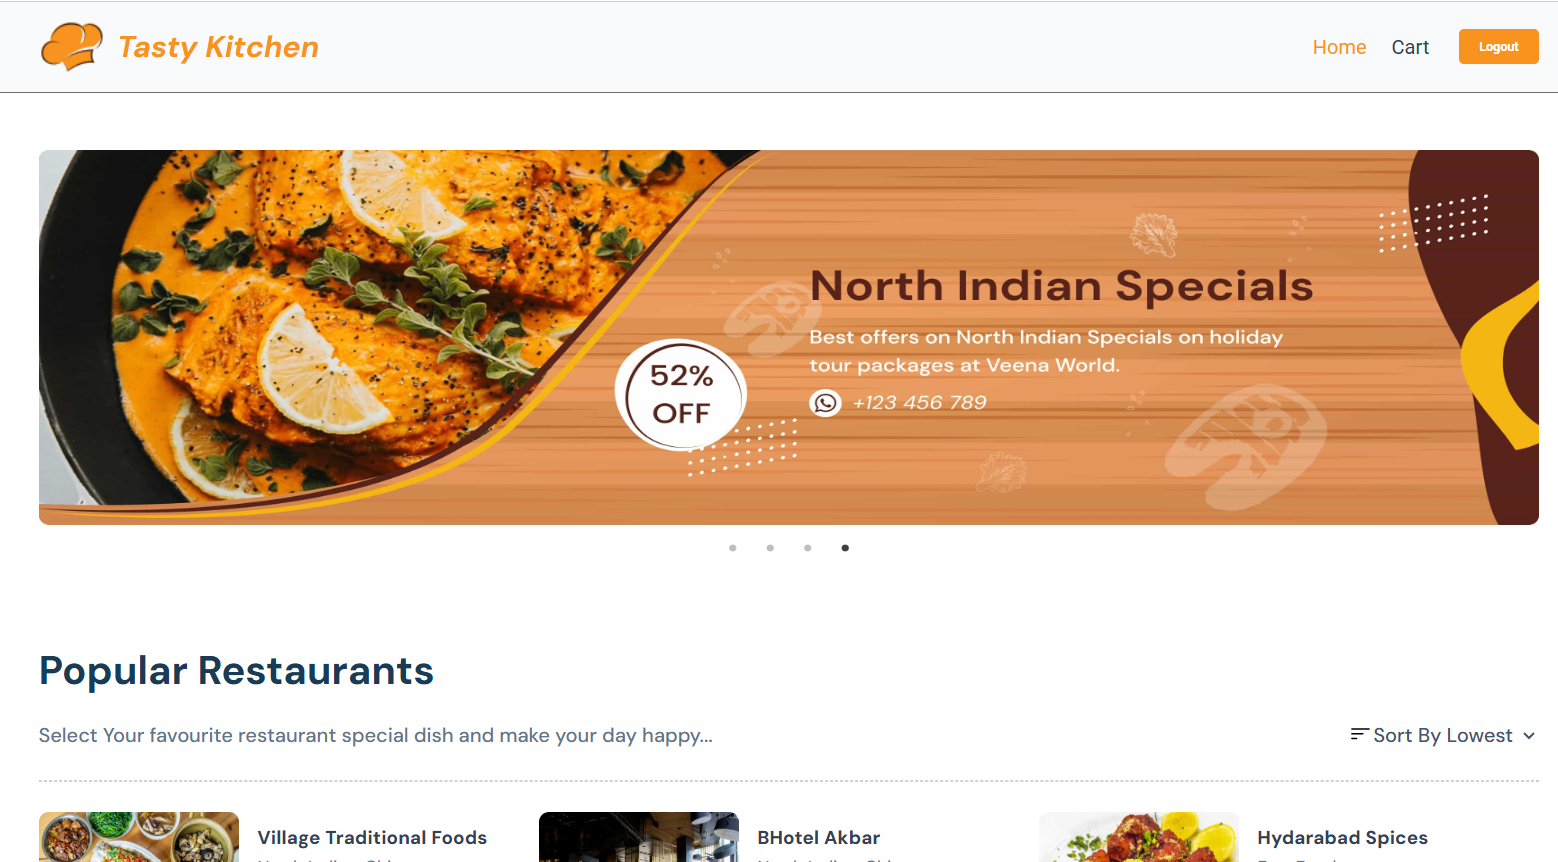 Tasty Kitchen
Home
Cart
Logout
North Indian Specials
Best offers on North Indian Specials on holiday
tour packages at Veena World.
52%
OFF
+123 456 789
Popular Restaurants
Select Your favourite restaurant special dish and make your day happy...
Sort By Lowest
Village Traditional Foods
BHotel Akbar
Hydarabad Spices